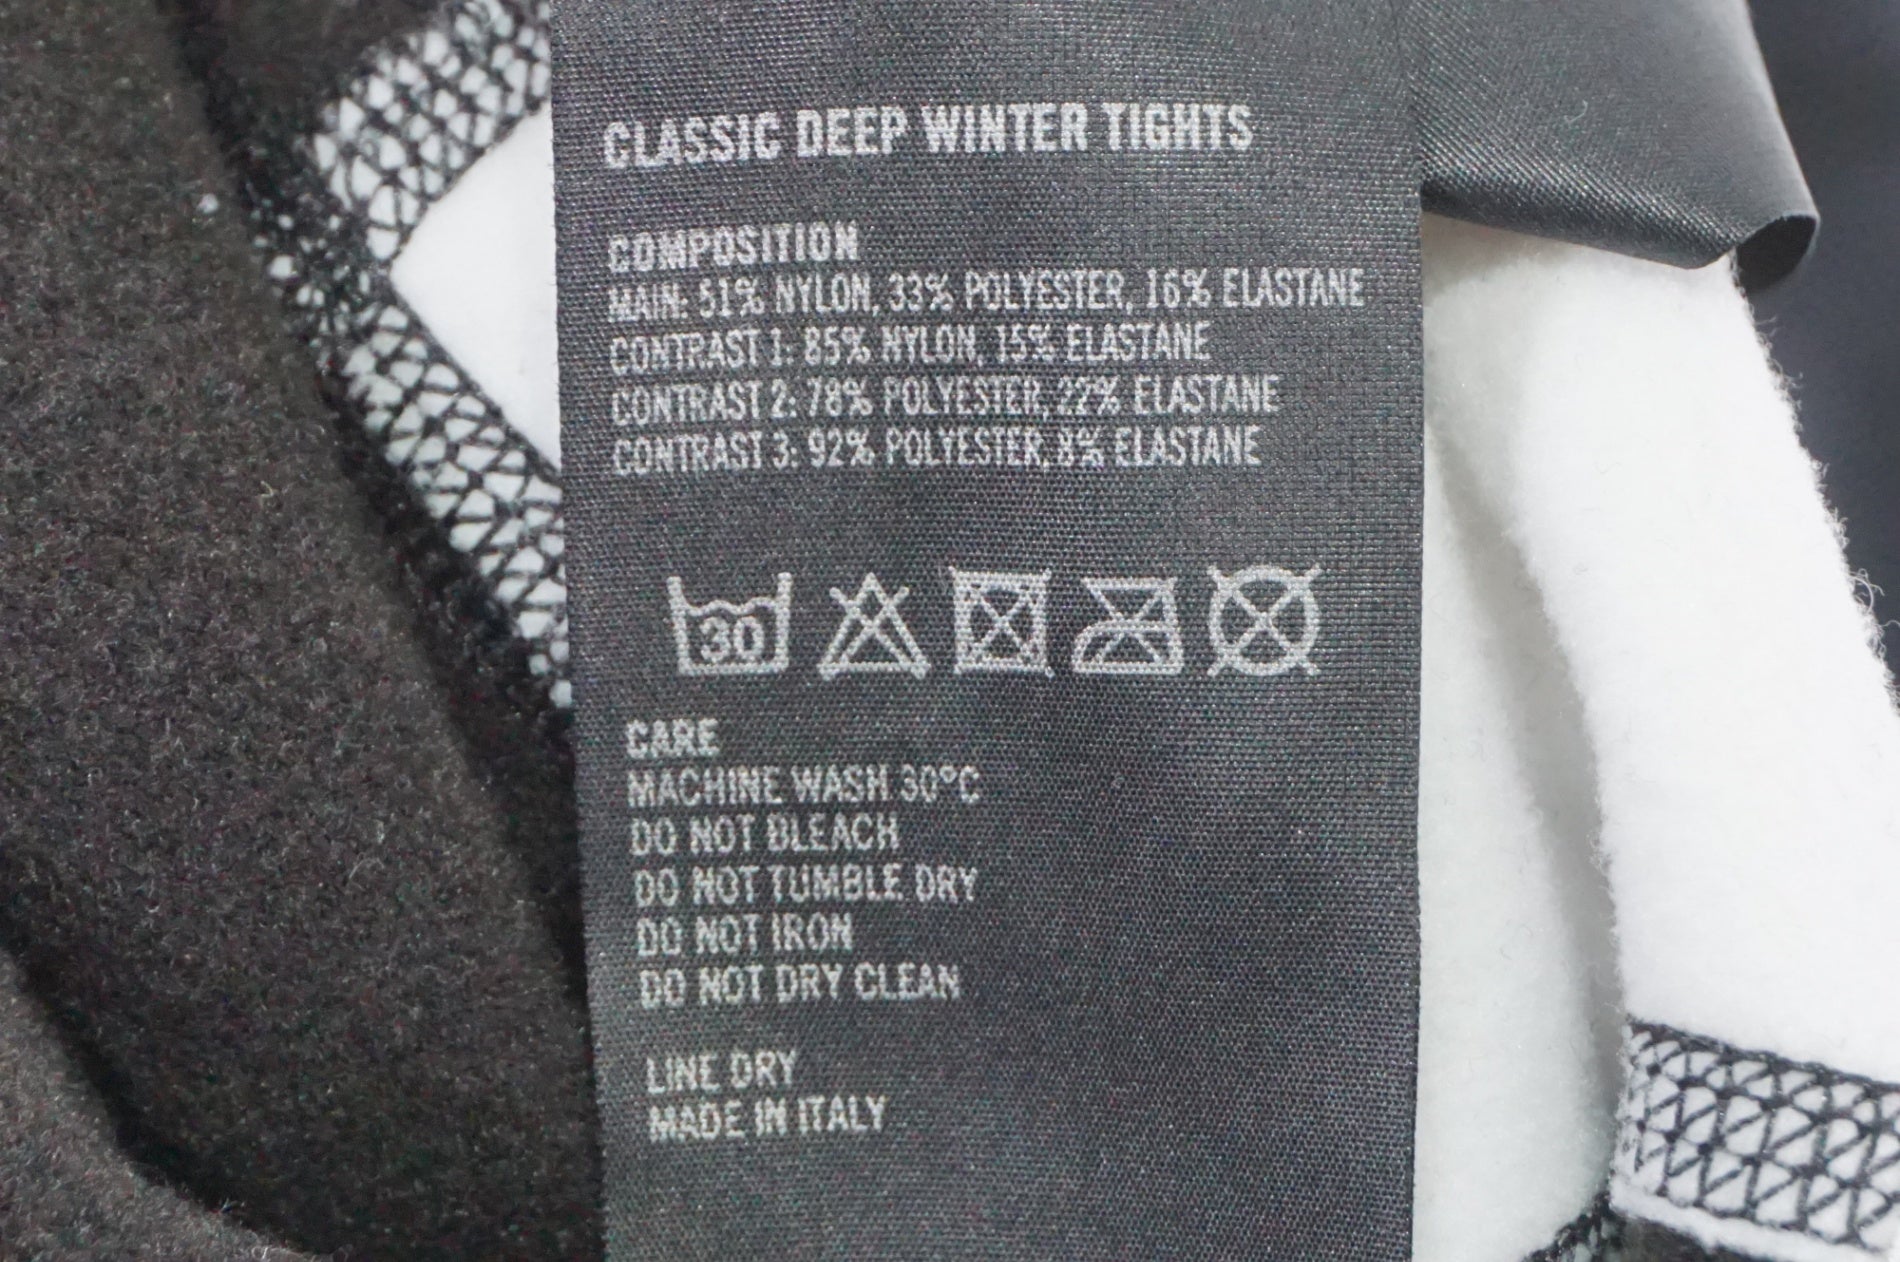 CLASSIC DEEP WINTER TIGHTS
COMPOSITION
MAIN: 51% NYLON, 33% POLYESTER, 16% ELASTANE
CONTRAST 1: 85% NYLON, 15% ELASTANE
CONTRAST 2: 78% POLYESTER, 22% ELASTANE
CONTRAST 3: 92% POLYESTER, 8% ELASTANE
30
CARE
MACHINE WASH 30°C
DO NOT BLEACH
DO NOT TUMBLE DRY
DO NOT IRON
DO NOT DRY CLEAN
LINE DRY
MADE IN ITALY